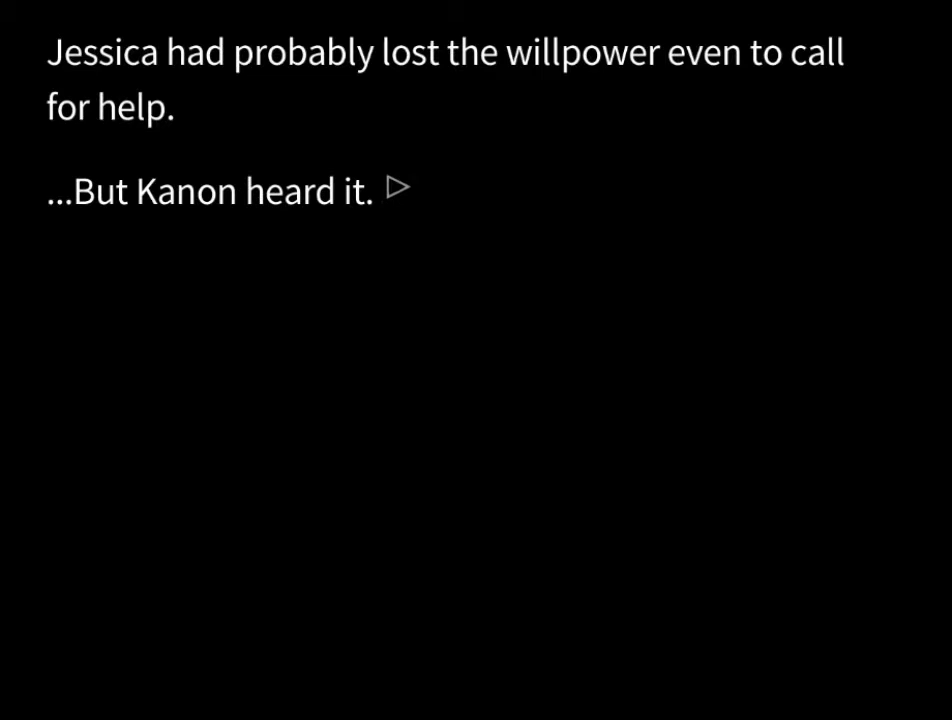 Jessica had probably lost the willpower even to call
for help.
...But Kanon heard it.